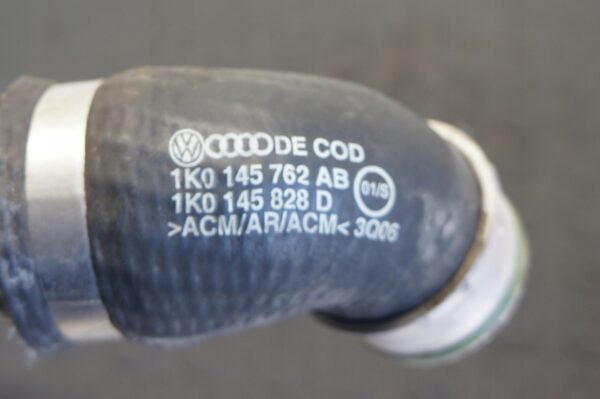 DE COD
1K0 145 762 AB
01/S
1K0 145 828 D
>ACM/AR/ACM< 3Q06